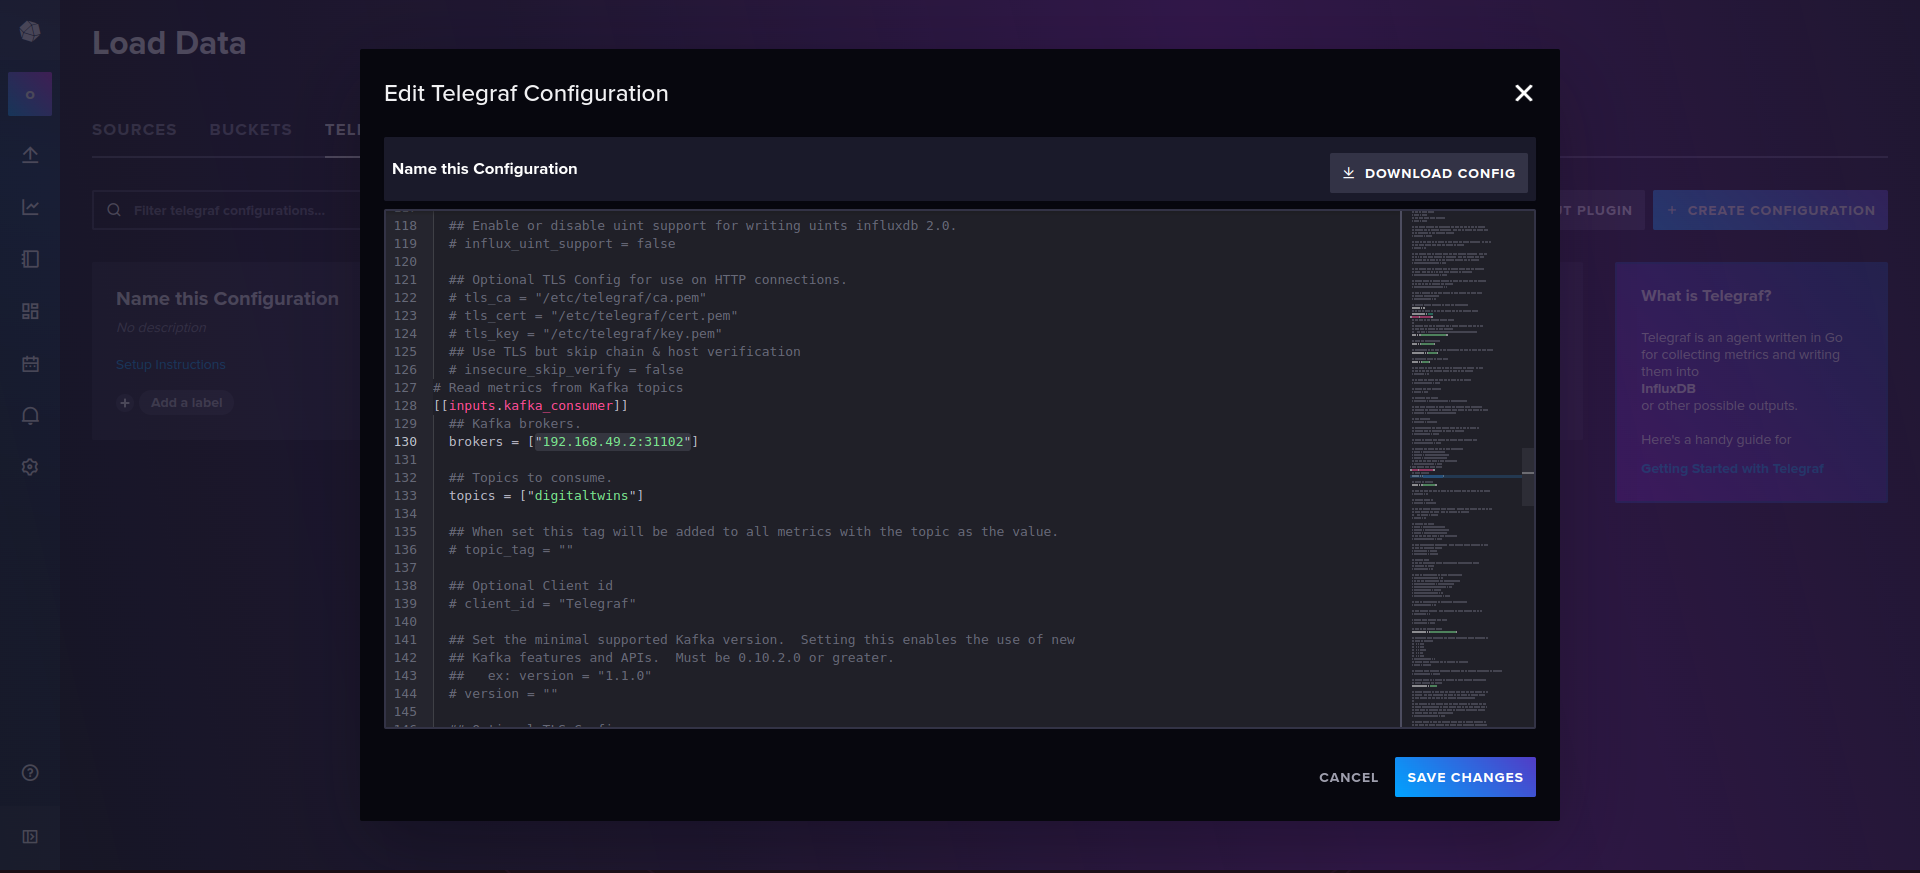 Load Data
SOURCES
BUCKETS
TELE
Filter telegraf configurations...
UT PLUGIN
+ CREATE CONFIGURATION
Name this Configuration
No description
Setup Instructions
+ Add a label
Edit Telegraf Configuration
Name this Configuration
DOWNLOAD CONFIG
118 ## Enable or disable uint support for writing uints influxdb 2.0.
119 # influx_uint_support = false
120
121 ## Optional TLS Config for use on HTTP connections.
122 # tls_ca = "/etc/telegraf/ca.pem"
123 # tls_cert = "/etc/telegraf/cert.pem"
124 # tls_key = "/etc/telegraf/key.pem"
125 ## Use TLS but skip chain & host verification
126 # insecure_skip_verify = false
127 # Read metrics from Kafka topics
128 [[inputs.kafka_consumer]]
129 ## Kafka brokers.
130 brokers = ["192.168.49.2:31102"]
131
132 ## Topics to consume.
133 topics = ["digitaltwins"]
134
135 ## When set this tag will be added to all metrics with the topic as the value.
136 # topic_tag = ""
137
138 ## Optional Client id
139 # client_id = "Telegraf"
140
141 ## Set the minimal supported Kafka version.  Setting this enables the use of new
142 ## Kafka features and APIs.  Must be 0.10.2.0 or greater.
143 ##   ex: version = "1.1.0"
144 # version = ""
145
CANCEL
SAVE CHANGES
What is Telegraf?
Telegraf is an agent written in Go
for collecting metrics and writing
them into
InfluxDB
or other possible outputs.
Here's a handy guide for
Getting Started with Telegraf